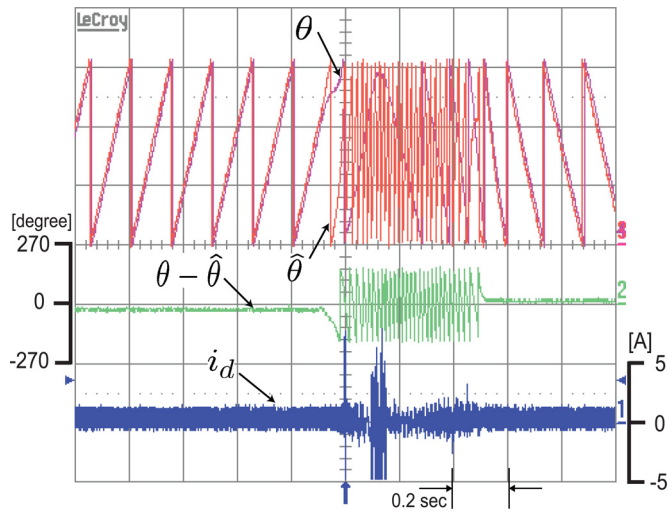 LeCroy
θ
[degree]
270
0
-270
θ − θ̂
θ̂
3
2
[A]
5
0
-5
i_d
1
0.2 sec